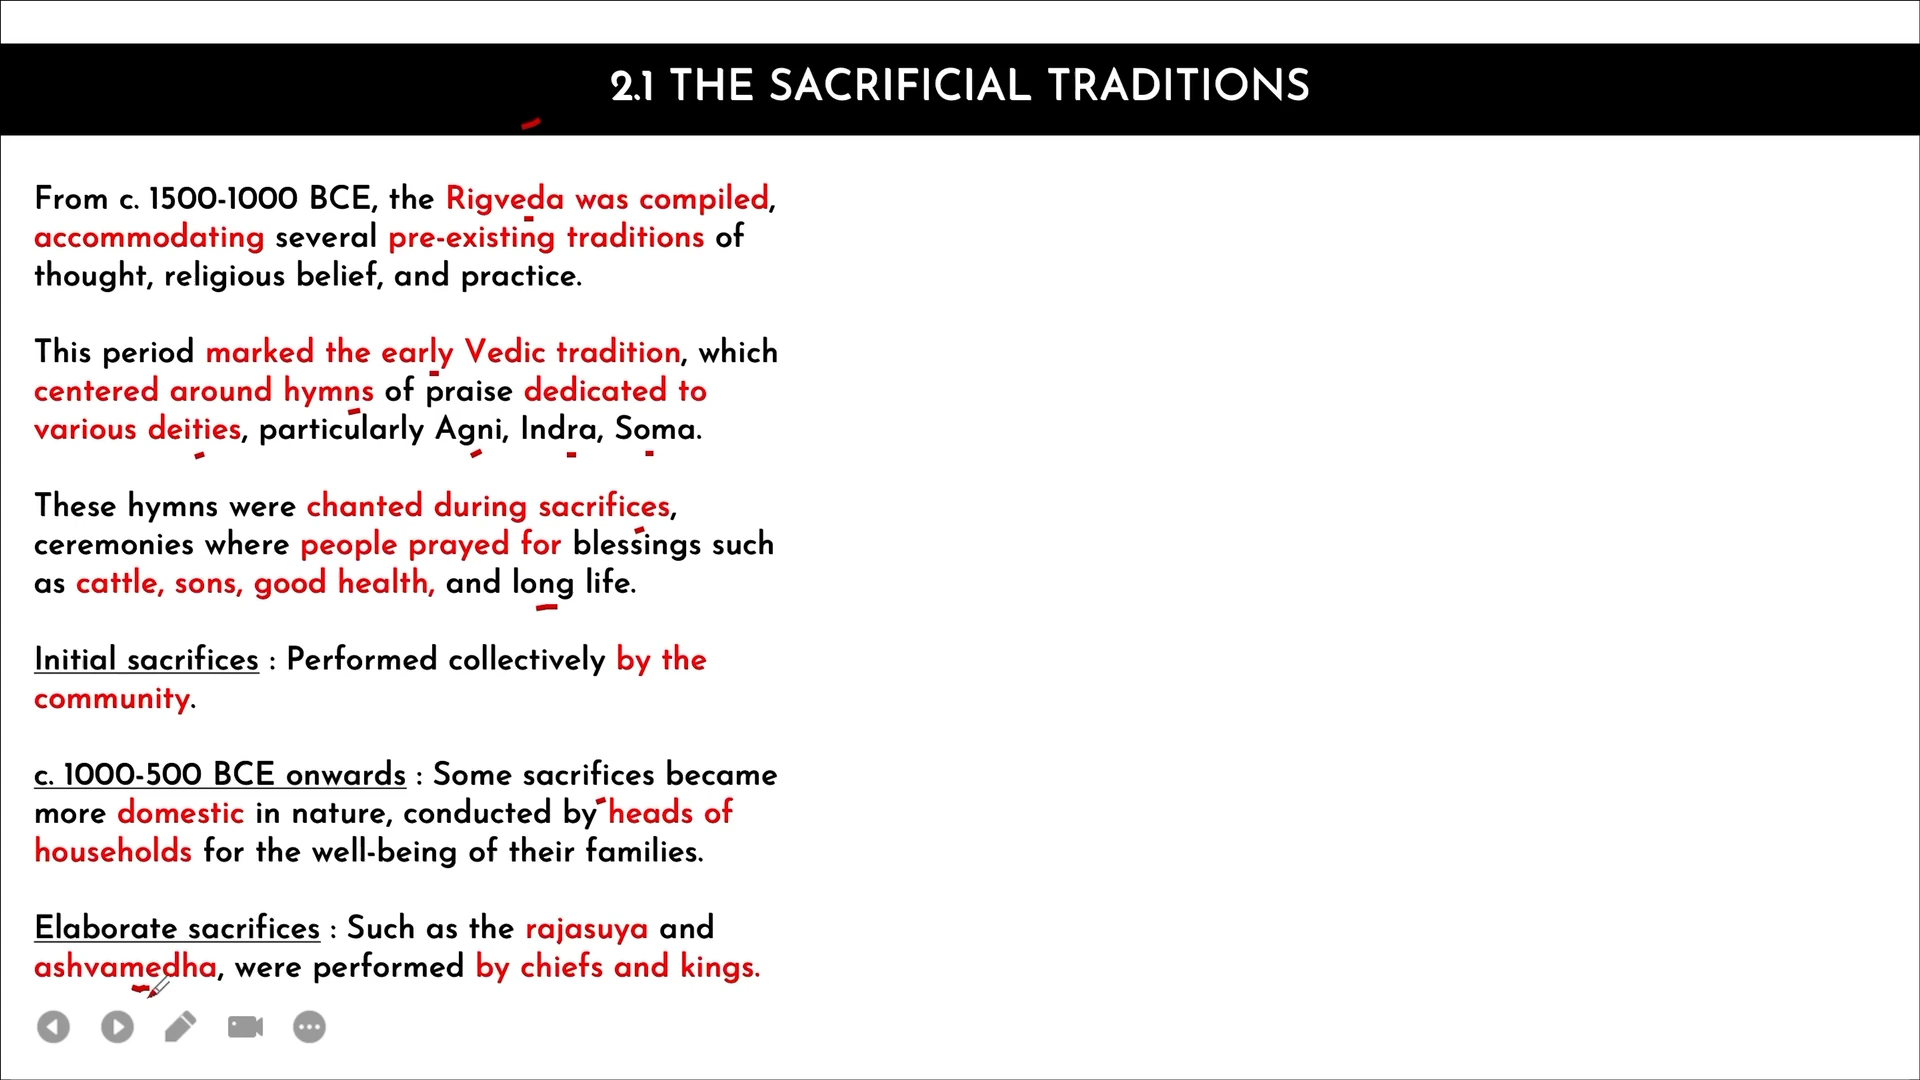 2.1 THE SACRIFICIAL TRADITIONS
From c. 1500-1000 BCE, the Rigveda was compiled,
accommodating several pre-existing traditions of
thought, religious belief, and practice.
This period marked the early Vedic tradition, which
centered around hymns of praise dedicated to
various deities, particularly Agni, Indra, Soma.
These hymns were chanted during sacrifices,
ceremonies where people prayed for blessings such
as cattle, sons, good health, and long life.
Initial sacrifices : Performed collectively by the
community.
c. 1000-500 BCE onwards : Some sacrifices became
more domestic in nature, conducted by heads of
households for the well-being of their families.
Elaborate sacrifices : Such as the rajasuya and
ashvamedha, were performed by chiefs and kings.